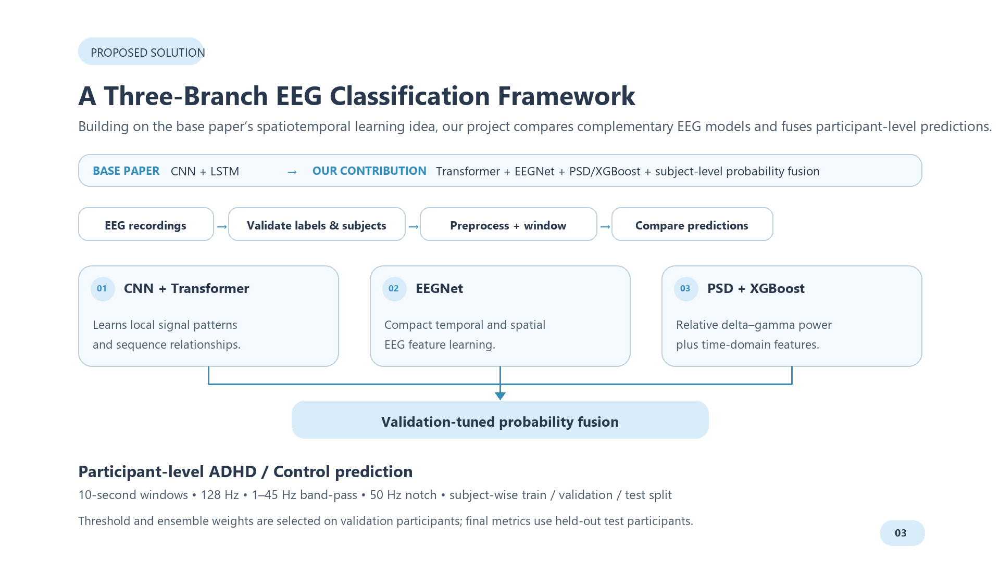 PROPOSED SOLUTION
A Three-Branch EEG Classification Framework
Building on the base paper’s spatiotemporal learning idea, our project compares complementary EEG models and fuses participant-level predictions.
BASE PAPER CNN + LSTM → OUR CONTRIBUTION Transformer + EEGNet + PSD/XGBoost + subject-level probability fusion
EEG recordings → Validate labels & subjects → Preprocess + window → Compare predictions
01 CNN + Transformer
Learns local signal patterns
and sequence relationships.
02 EEGNet
Compact temporal and spatial
EEG feature learning.
03 PSD + XGBoost
Relative delta–gamma power
plus time-domain features.
Validation-tuned probability fusion
Participant-level ADHD / Control prediction
10-second windows • 128 Hz • 1–45 Hz band-pass • 50 Hz notch • subject-wise train / validation / test split
Threshold and ensemble weights are selected on validation participants; final metrics use held-out test participants.
03